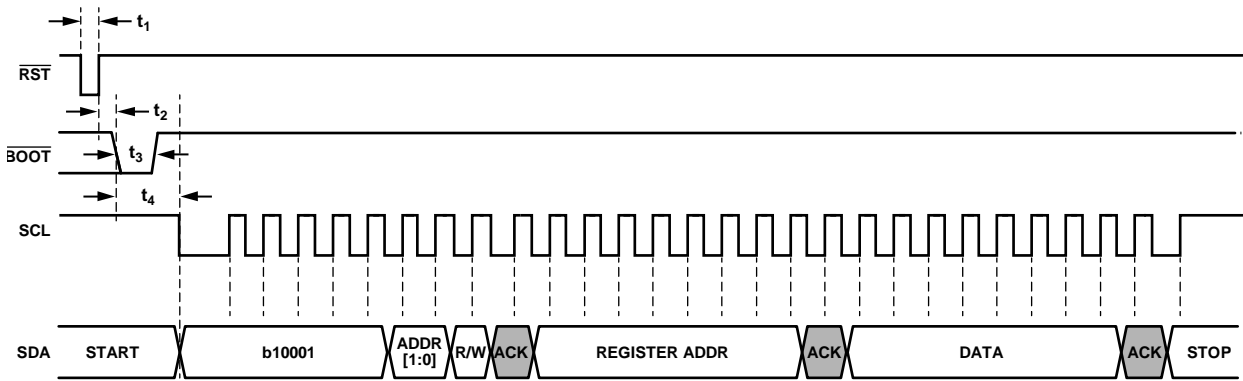 t1
RST
t2
BOOT
t3
t4
SCL
SDA
START
b10001
ADDR
[1:0]
R/W
ACK
REGISTER ADDR
ACK
DATA
ACK
STOP